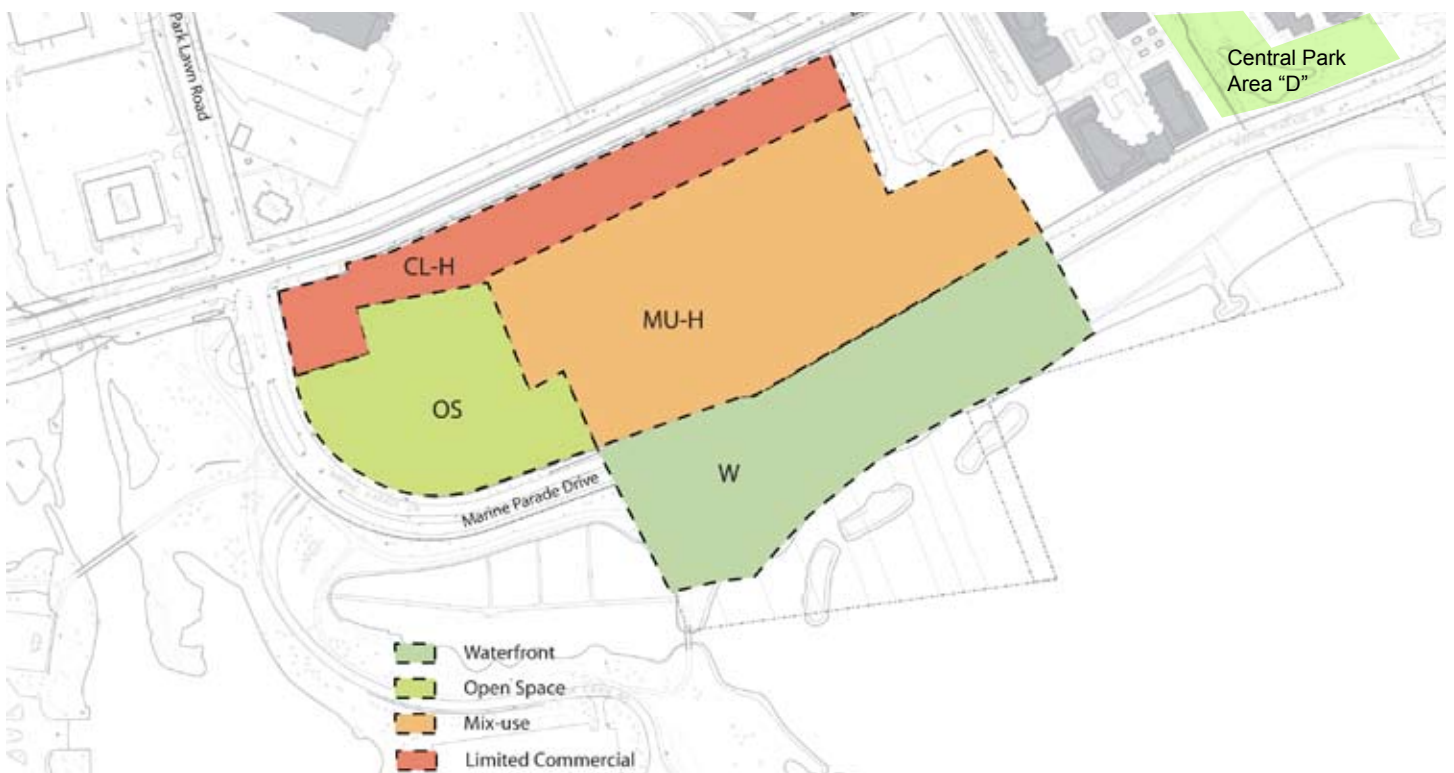 Park Lawn Road
Central Park
Area “D”
CL-H
MU-H
OS
W
Marine Parade Drive
Waterfront
Open Space
Mix-use
Limited Commercial